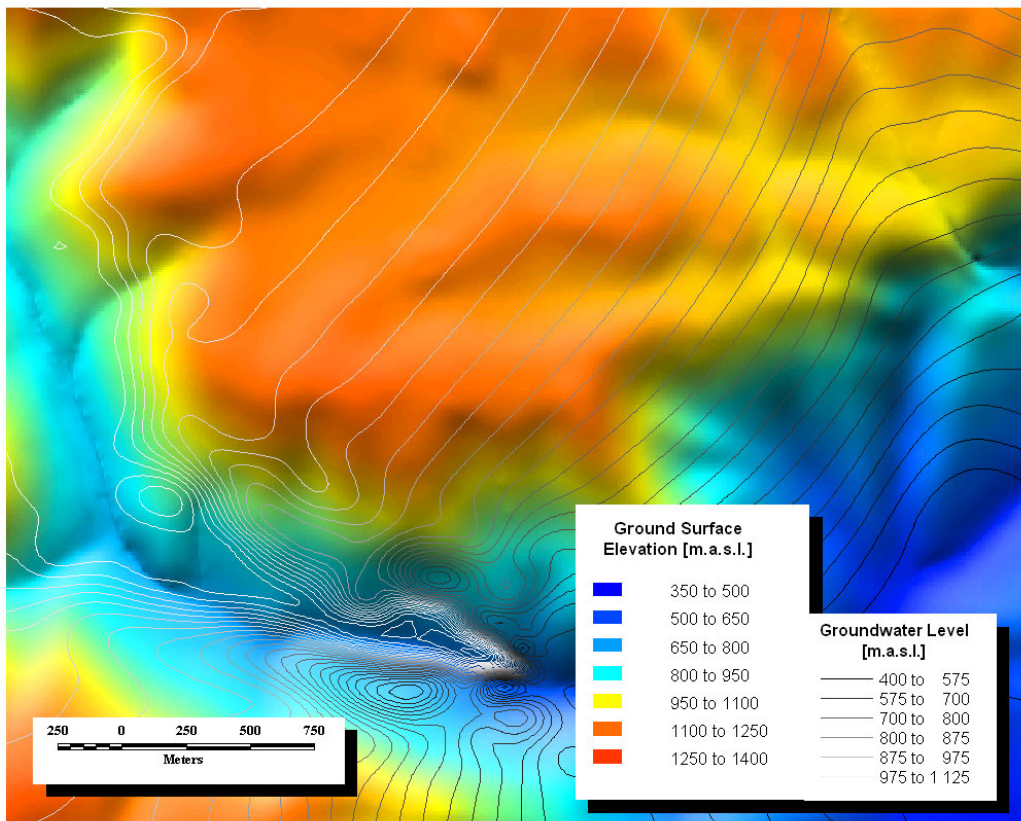 Ground Surface
Elevation [m.a.s.l.]
350 to 500
500 to 650
650 to 800
800 to 950
950 to 1100
1100 to 1250
1250 to 1400
Groundwater Level
[m.a.s.l.]
400 to 575
575 to 700
700 to 800
800 to 875
875 to 975
975 to 1 125
250 0 250 500 750
Meters